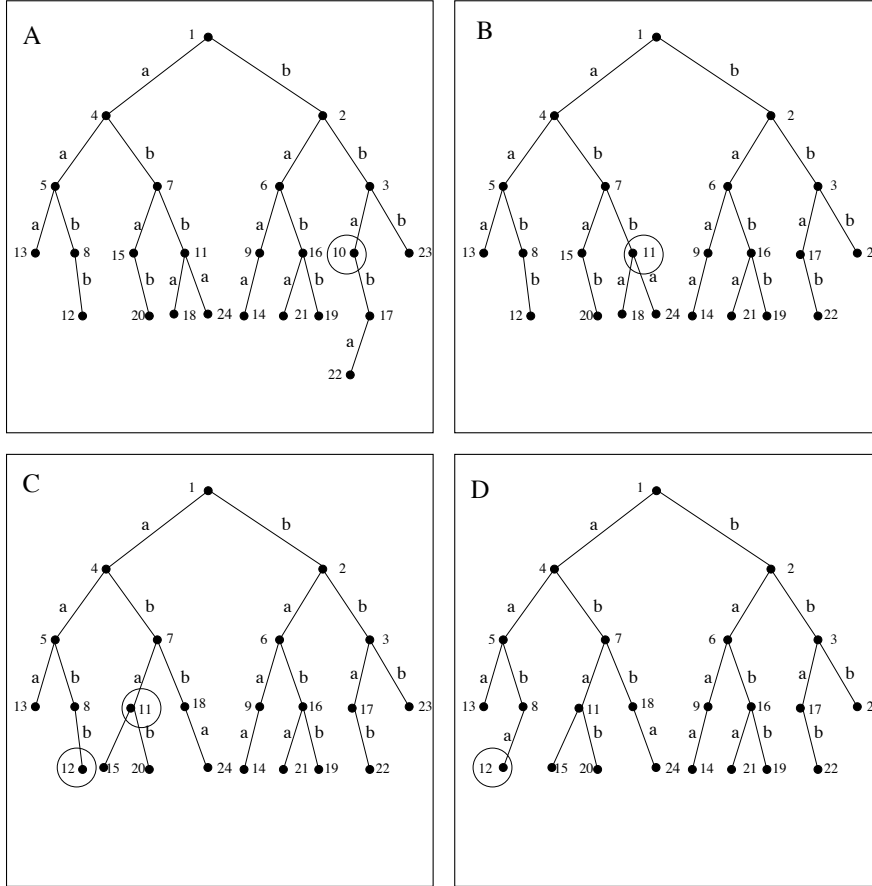 A
1
a b
4 2
a b a b
5 7 6 3
a b a b a b a b
13 8 15 11 9 16 10 23
b b a a a a b b
12 20 18 24 14 21 19 17
a
22
B
1
a b
4 2
a b a b
5 7 6 3
a b a b a b a b
13 8 15 11 9 16 17 2
b b a a a a b b
12 20 18 24 14 21 19 22
C
1
a b
4 2
a b a b
5 7 6 3
a b a b a b a b
13 8 11 18 9 16 17 23
b b a a a b b
12 15 20 24 14 21 19 22
D
1
a b
4 2
a b a b
5 7 6 3
a b a b a b a b
13 8 11 18 9 16 17 2
a b a a a b b
12 15 20 24 14 21 19 22